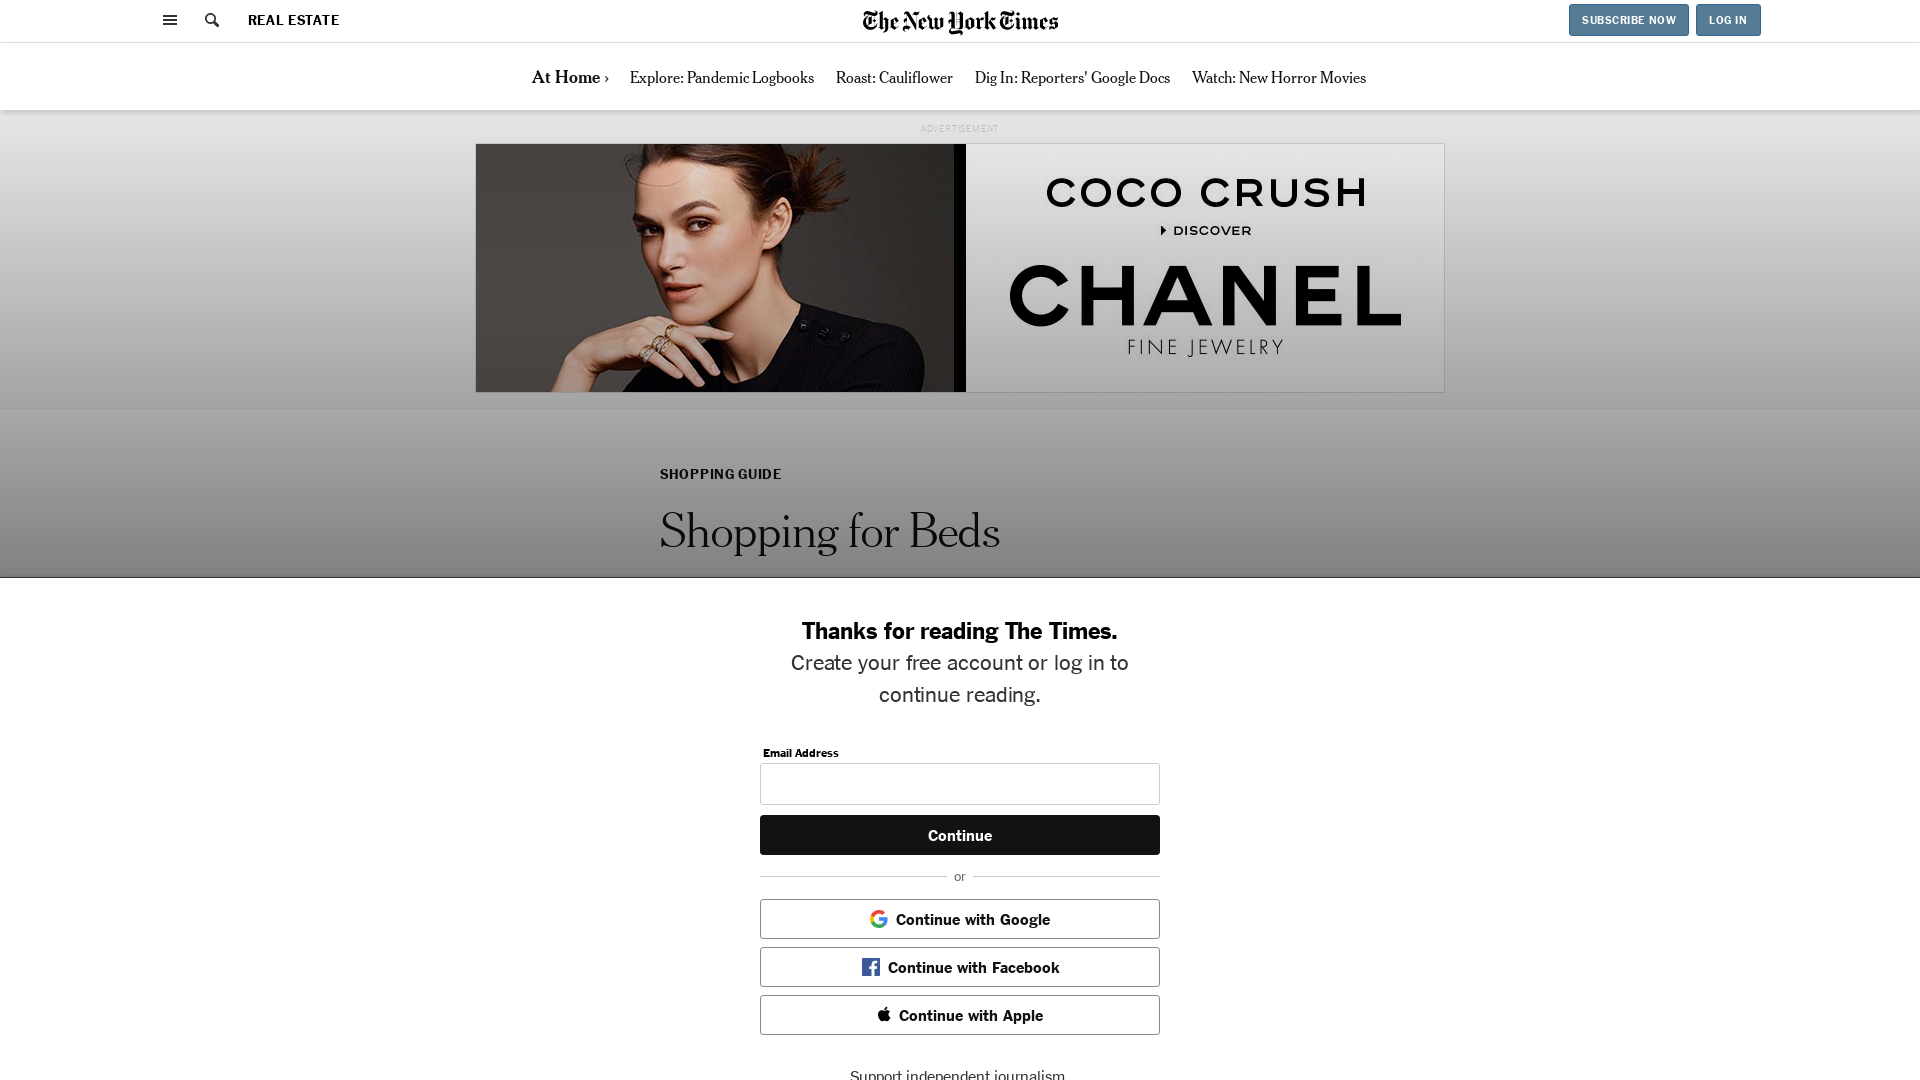 REAL ESTATE
The New York Times
SUBSCRIBE NOW
LOG IN
At Home ›
Explore: Pandemic Logbooks
Roast: Cauliflower
Dig In: Reporters' Google Docs
Watch: New Horror Movies
ADVERTISEMENT
COCO CRUSH
DISCOVER
CHANEL
FINE JEWELRY
SHOPPING GUIDE
Shopping for Beds
Thanks for reading The Times.
Create your free account or log in to
continue reading.
Email Address
Continue
or
Continue with Google
Continue with Facebook
Continue with Apple
Support independent journalism